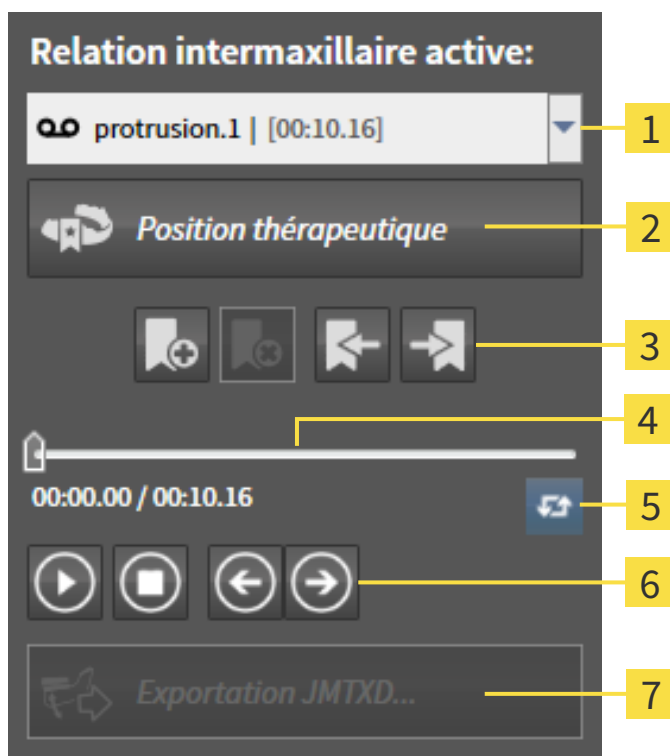 Relation intermaxillaire active:
protrusion.1 | [00:10.16]
1
Position thérapeutique
2
3
4
00:00.00 / 00:10.16
5
6
Exportation JMTXD...
7